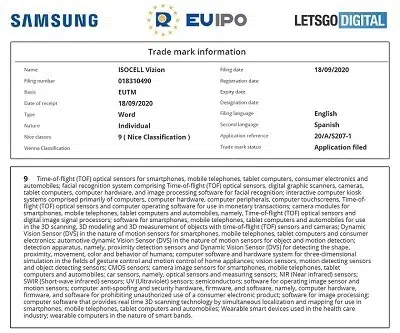 SAMSUNG
R EUIPO
LETSGODIGITAL
Trade mark information
Name ISOCELL Vizion Filing date 18/09/2020
Filing number 018310490 Registration date
Basis EUTM Expiry date
Date of receipt 18/09/2020 Designation date
Type Word Filing language English
Nature Individual Second language Spanish
Nice classes 9 ( Nice Classification ) Application reference 20/A/S207-1
Vienna Classification Trade mark status Application filed
9 Time-of-flight (TOF) optical sensors for smartphones, mobile telephones, tablet computers, consumer electronics and
automobiles; facial recognition system comprising Time-of-flight (TOF) optical sensors, digital graphic scanners, cameras,
tablet computers, computer hardware, and image processing software for facial recognition; interactive computer kiosk
systems comprised primarily of computers, computer hardware, computer peripherals, computer touchscreens, Time-of-
flight (TOF) optical sensors and computer operating software for use in monetary transactions; camera modules for
smartphones, mobile telephones, tablet computers and automobiles, namely, Time-of-flight (TOF) optical sensors and
digital image signal processors; software for smartphones, mobile telephones, tablet computers and automobiles for use
in the 3D scanning, 3D modeling and 3D measurement of objects with time-of-flight (TOF) sensors and cameras; Dynamic
Vision Sensor (DVS) in the nature of motion sensors for mobile smartphones, mobile tablet computers and consumer
electronics; automotive dynamic Vision Sensor (DVS) in the nature of motion sensors for object and motion detection;
detection apparatus, namely, proximity detection sensors and Dynamic Vision Sensor (DVS) for detecting the shape,
proximity, movement, color and behavior of humans; computer software and hardware system for three-dimensional
simulation in the fields of gesture control and motion control of home appliances; vision sensors, motion detecting sensors
and object detecting sensors; CMOS sensors; camera image sensors for smartphones, mobile telephones, tablet
computers and automobiles; sensors, namely, optical sensors and measuring sensors; NIR (Near infrared) sensors;
SWIR (Short-wave infrared) sensors; UV (Ultraviolet) sensors; semiconductors; software for operating image sensor and
motion sensors; computer anti-spoofing and security hardware, firmware, and software, namely, computer hardware,
firmware, and software for prohibiting unauthorized use of a consumer electronic product; software for image processing;
computer software that provides real time 3D scanning technology by simultaneous localization and mapping for use in
smartphones, mobile telephones, tablet computers and automobiles; Wearable smart devices used in the health care
industry; wearable computers in the nature of smart bands.